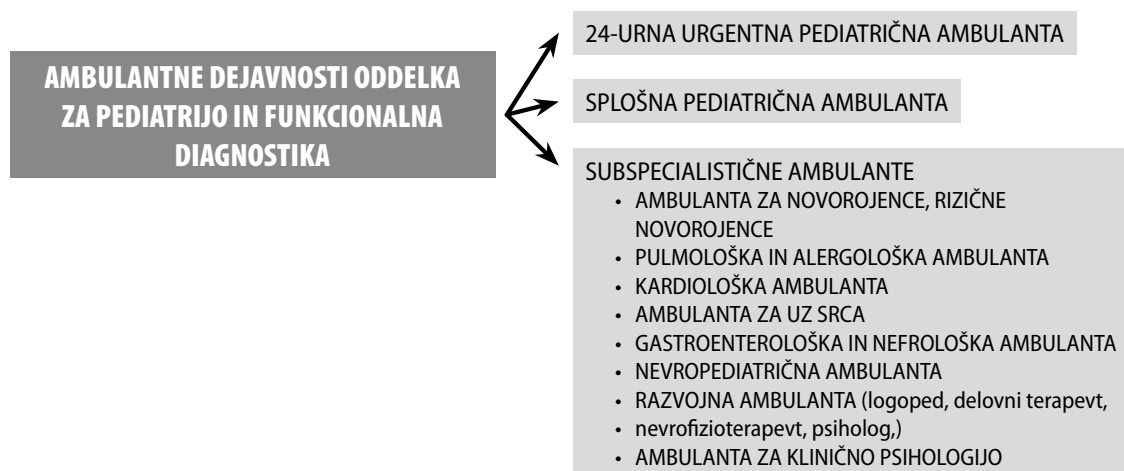 AMBULANTNE DEJAVNOSTI ODDELKA
ZA PEDIATRIJO IN FUNKCIONALNA
DIAGNOSTIKA
24-URNA URGENTNA PEDIATRIČNA AMBULANTA
SPLOŠNA PEDIATRIČNA AMBULANTA
SUBSPECIALISTIČNE AMBULANTE
• AMBULANTA ZA NOVOROJENCE, RIZIČNE
NOVOROJENCE
• PULMOLOŠKA IN ALERGOLOŠKA AMBULANTA
• KARDIOLOŠKA AMBULANTA
• AMBULANTA ZA UZ SRCA
• GASTROENTEROLOŠKA IN NEFROLOŠKA AMBULANTA
• NEVROPEDIATRIČNA AMBULANTA
• RAZVOJNA AMBULANTA (logoped, delovni terapevt,
• nevrofizioterapevt, psiholog,)
• AMBULANTA ZA KLINIČNO PSIHOLOGIJO